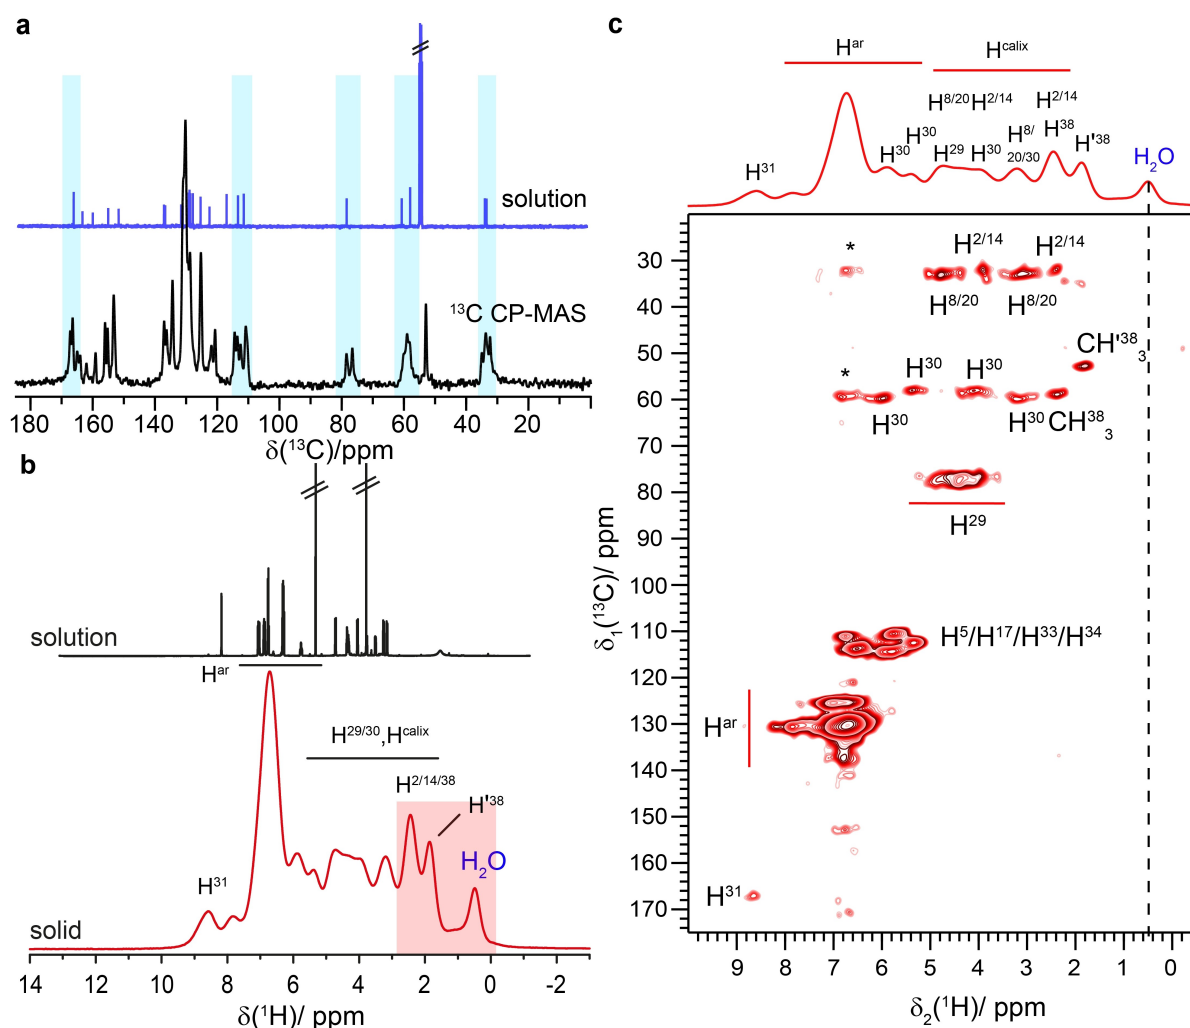 a
solution
¹³C CP-MAS
180 160 140 120 100 80 60 40 20
δ(¹³C)/ppm
b
solution
Hᵃʳ
H²⁹/³⁰,Hᶜᵃˡⁱˣ
H²/¹⁴/³⁸
H'³⁸
H₂O
H³¹
solid
14 12 10 8 6 4 2 0 -2
δ(¹H)/ ppm
c
Hᵃʳ
Hᶜᵃˡⁱˣ
H⁸/²⁰ H²/¹⁴ H²/¹⁴
H³⁰ H⁸/ H³⁸ H'³⁸
H³¹ H³⁰ H²⁹ H³⁰ 20/30 H₂O
* H²/¹⁴ H²/¹⁴
H⁸/²⁰ H⁸/²⁰
CH'³⁸₃
* H³⁰ H³⁰
H³⁰ H³⁰ CH³⁸₃
H²⁹
H⁵/H¹⁷/H³³/H³⁴
Hᵃʳ
H³¹
30
40
50
60
70
80
90
100
110
120
130
140
150
160
170
δ₁(¹³C)/ ppm
9 8 7 6 5 4 3 2 1 0
δ₂(¹H)/ ppm